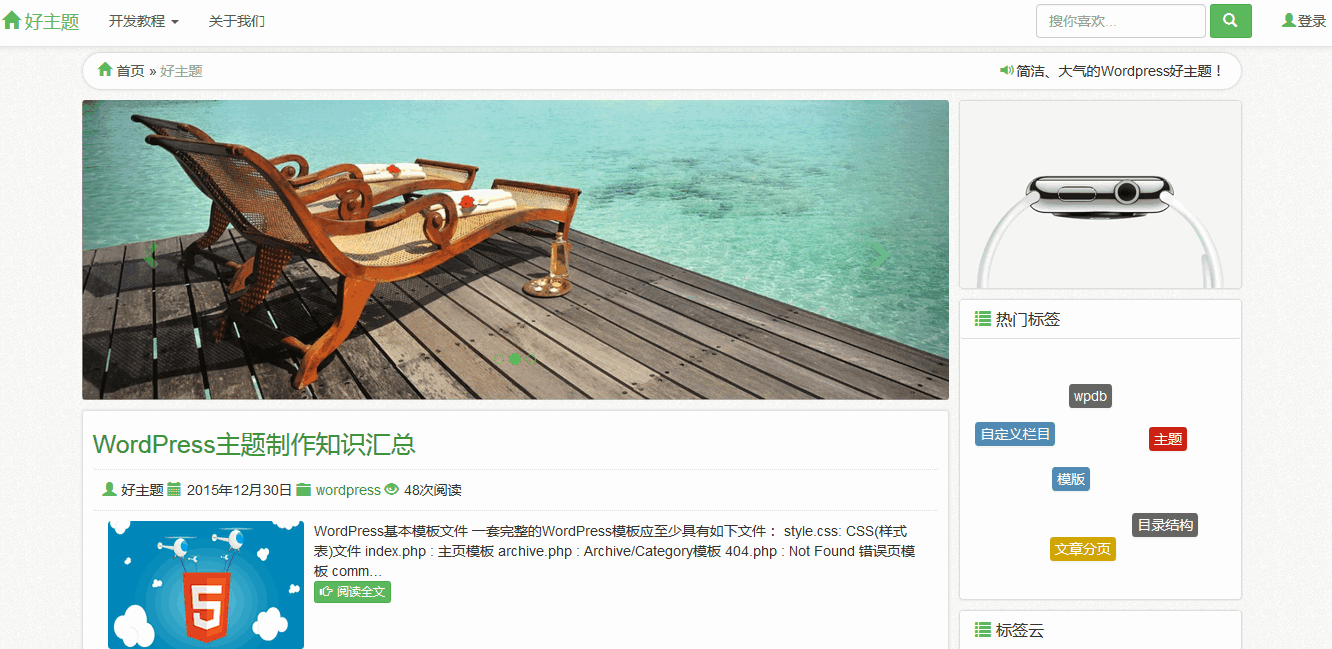 好主题 开发教程 关于我们 搜你喜欢... 登录
首页 » 好主题 简洁、大气的Wordpress好主题！
热门标签
wpdb
自定义栏目
主题
模版
目录结构
文章分页
标签云
WordPress主题制作知识汇总
好主题 2015年12月30日 wordpress 48次阅读
5
WordPress基本模板文件 一套完整的WordPress模板应至少具有如下文件： style.css: CSS(样式
表)文件 index.php : 主页模板 archive.php : Archive/Category模板 404.php : Not Found 错误页模
板 comm...
阅读全文